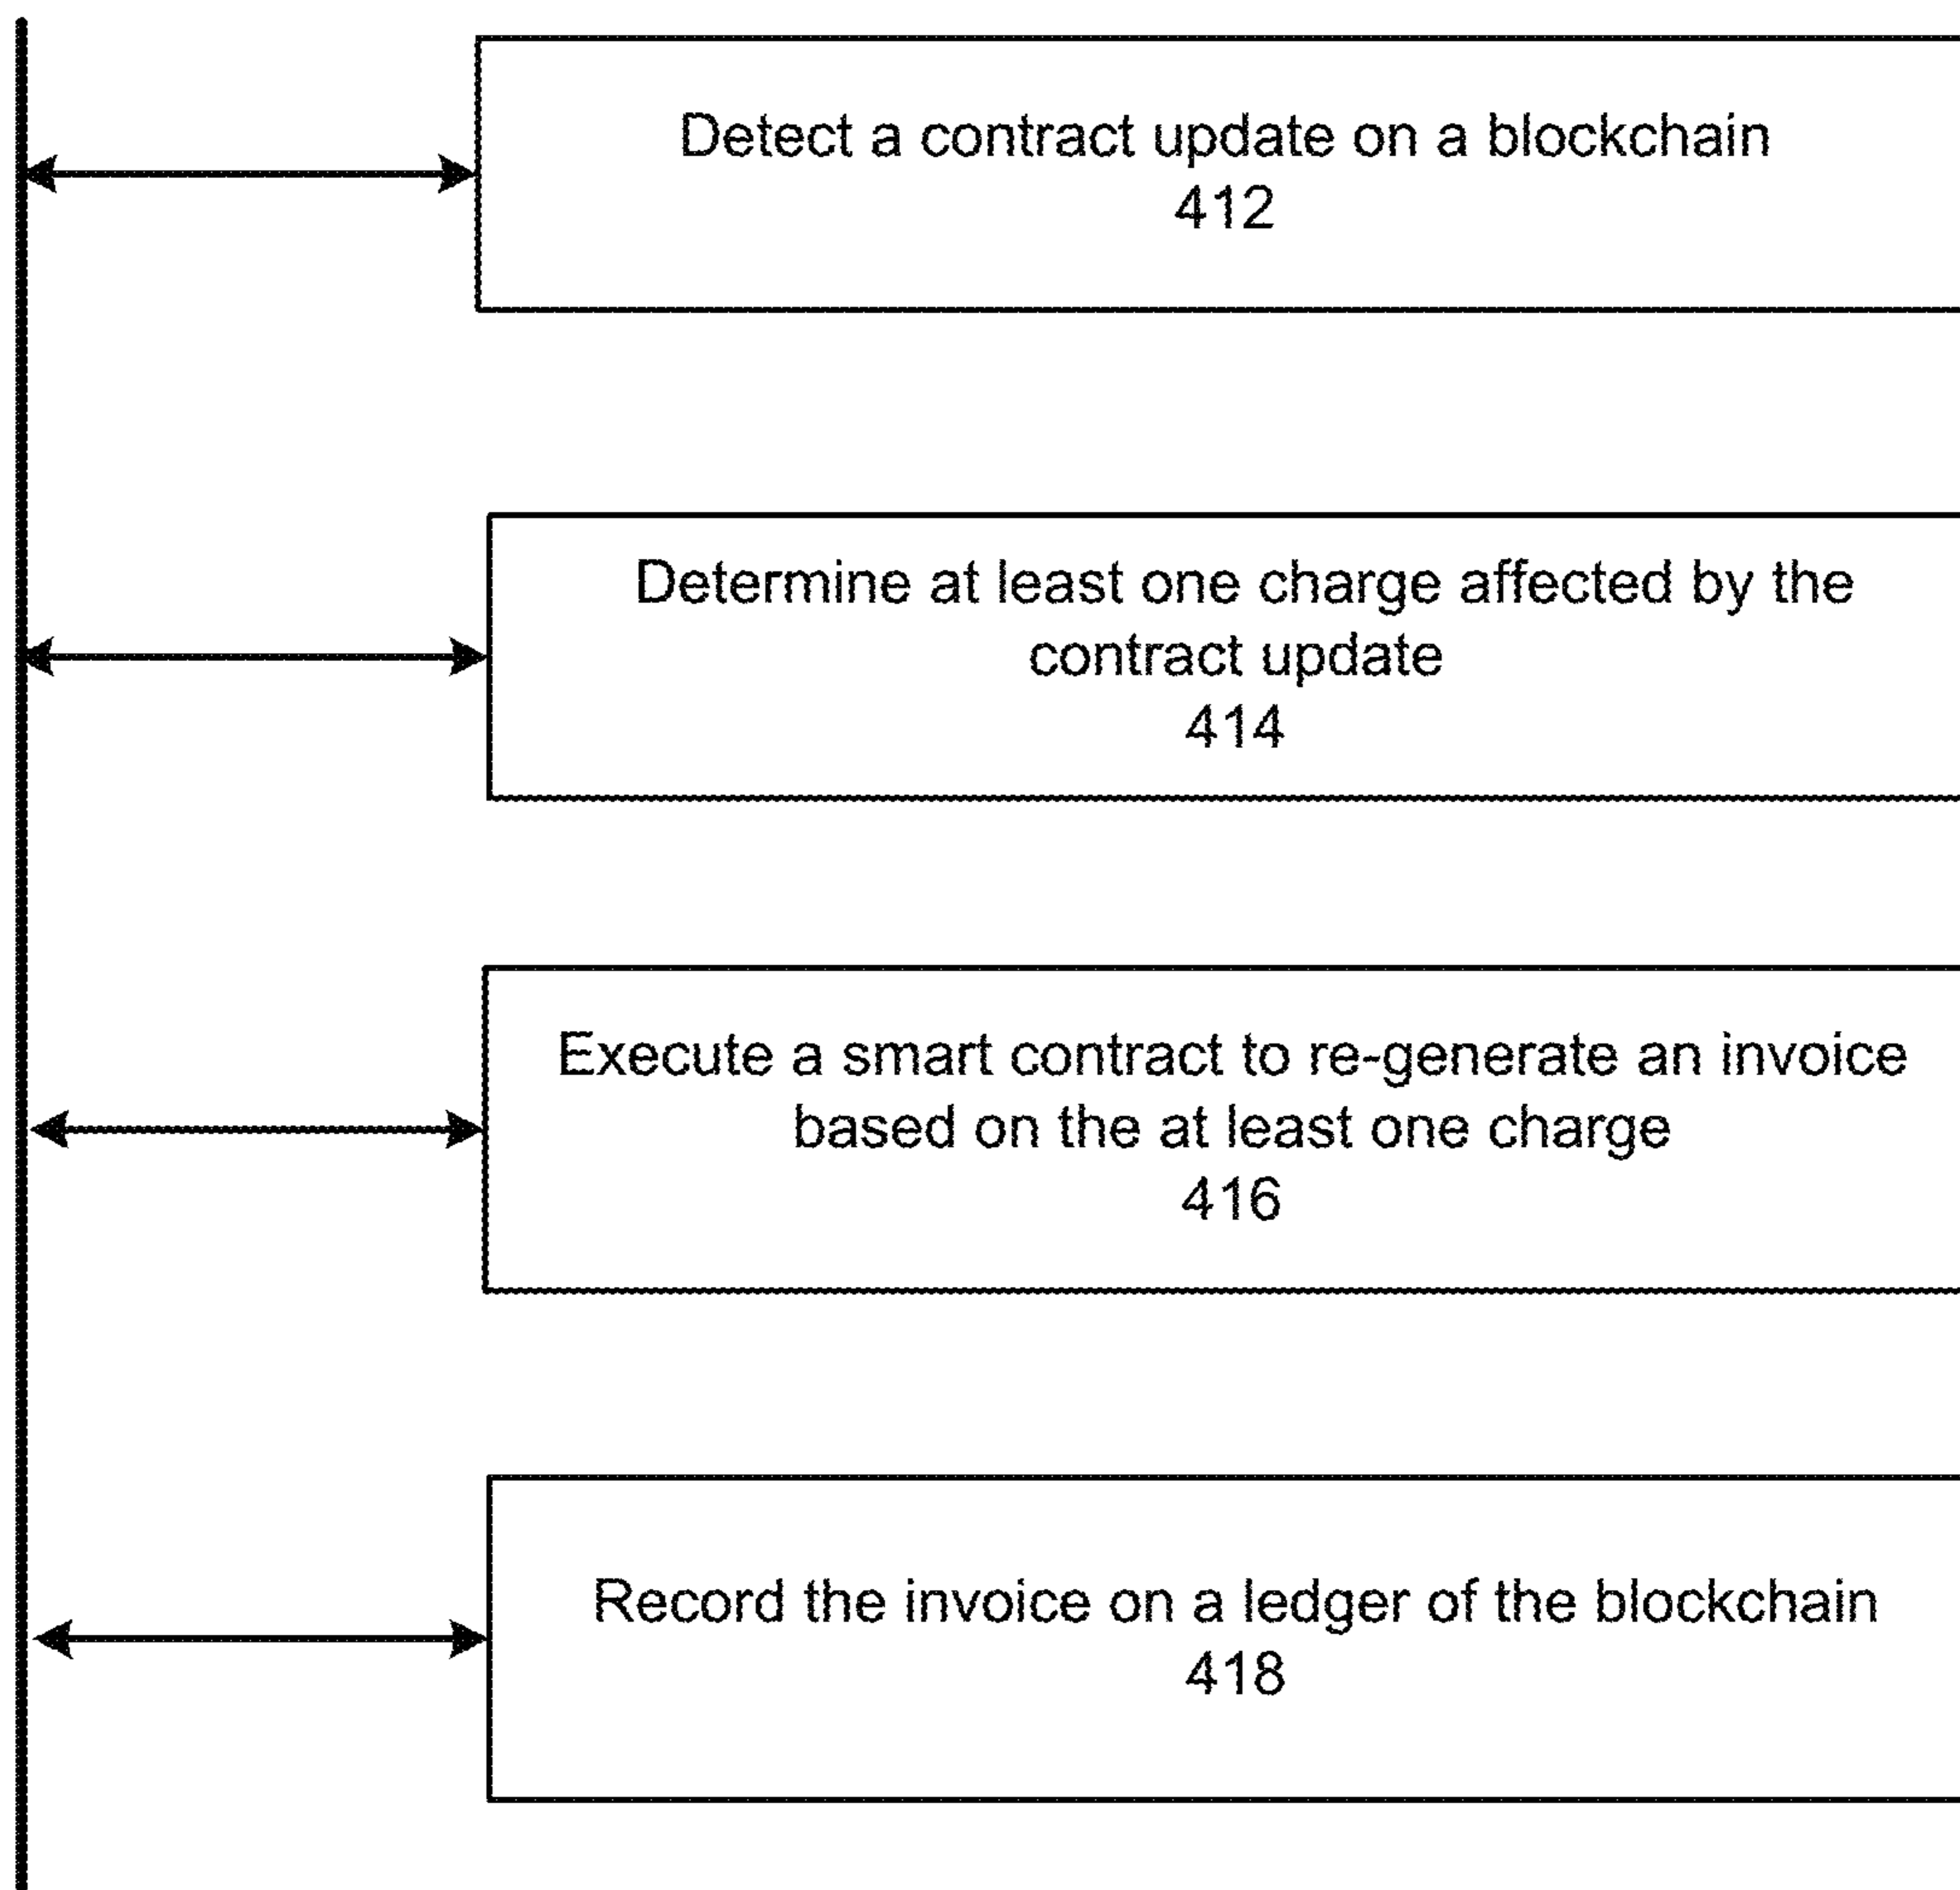 Detect a contract update on a blockchain
412
Determine at least one charge affected by the
contract update
414
Execute a smart contract to re-generate an invoice
based on the at least one charge
416
Record the invoice on a ledger of the blockchain
418